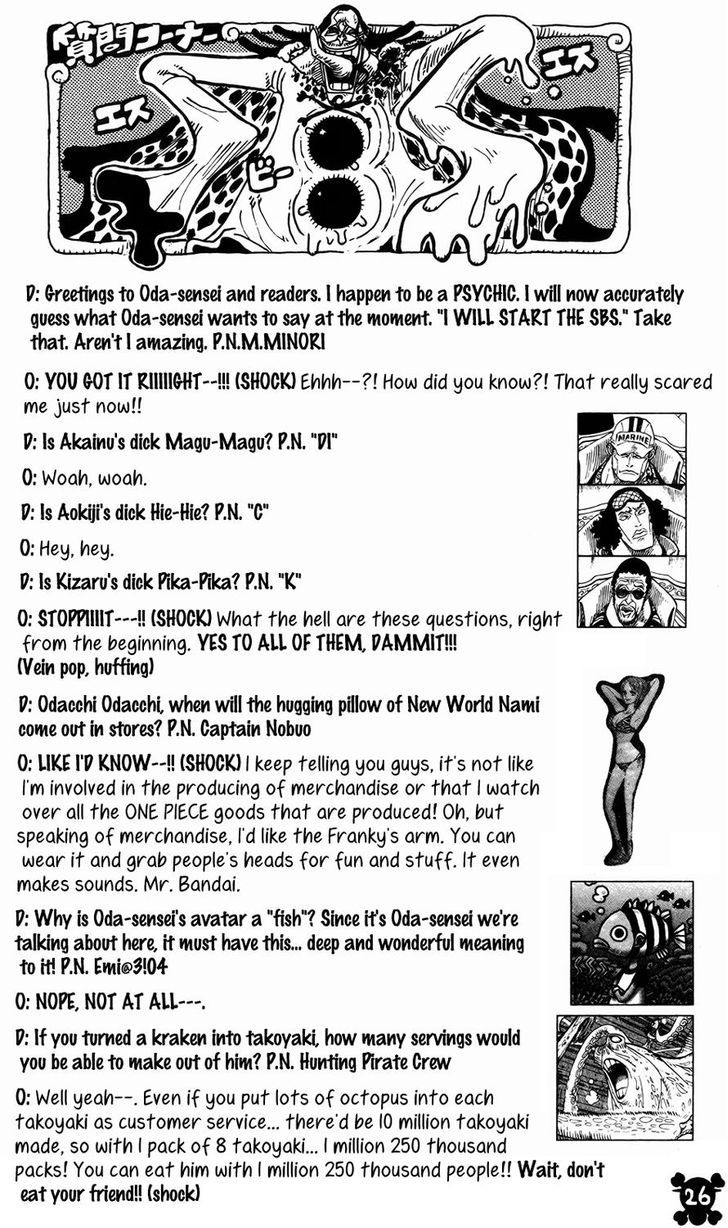 質問コーナー
エス
エス
ビー
D: Greetings to Oda-sensei and readers. I happen to be a PSYCHIC. I will now accurately
guess what Oda-sensei wants to say at the moment. "I WILL START THE SBS." Take
that. Aren't I amazing. P.N.M.MINORI
O: YOU GOT IT RIIIIIGHT--!!! (SHOCK) Ehhh--?! How did you know?! That really scared
me just now!!
D: Is Akainu's dick Magu-Magu? P.N. "DI"
O: Woah, woah.
MARINE
D: Is Aokiji's dick Hie-Hie? P.N. "C"
O: Hey, hey.
D: Is Kizaru's dick Pika-Pika? P.N. "K"
O: STOPPIIIIT---!! (SHOCK) What the hell are these questions, right
from the beginning. YES TO ALL OF THEM, DAMMIT!!!
(Vein pop, huffing)
D: Odacchi Odacchi, when will the hugging pillow of New World Nami
come out in stores? P.N. Captain Nobuo
O: LIKE I'D KNOW--!! (SHOCK) I keep telling you guys, it's not like
I'm involved in the producing of merchandise or that I watch
over all the ONE PIECE goods that are produced! Oh, but
speaking of merchandise, I'd like the Franky's arm. You can
wear it and grab people's heads for fun and stuff. It even
makes sounds. Mr. Bandai.
D: Why is Oda-sensei's avatar a "fish"? Since it's Oda-sensei we're
talking about here, it must have this... deep and wonderful meaning
to it! P.N. Emi@3!04
O: NOPE, NOT AT ALL---.
D: If you turned a kraken into takoyaki, how many servings would
you be able to make out of him? P.N. Hunting Pirate Crew
O: Well yeah--. Even if you put lots of octopus into each
takoyaki as customer service... there'd be 10 million takoyaki
made, so with 1 pack of 8 takoyaki... 1 million 250 thousand
packs! You can eat him with 1 million 250 thousand people!! Wait, don't
eat your friend!! (shock)
26